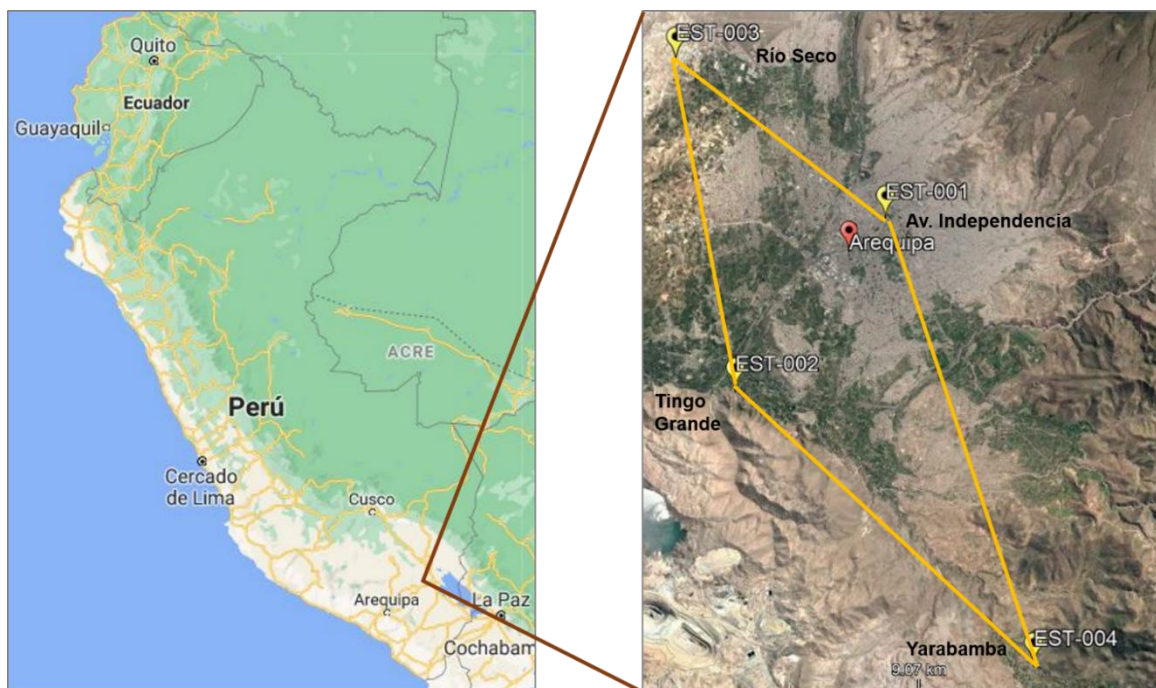 Quito
Ecuador
Guayaquil
ACRE
Perú
Cercado
de Lima
Cusco
Arequipa
La Paz
Cochabam
EST-003
Río Seco
EST-001
Av. Independencia
Arequipa
EST-002
Tingo
Grande
EST-004
Yarabamba
9.07 km